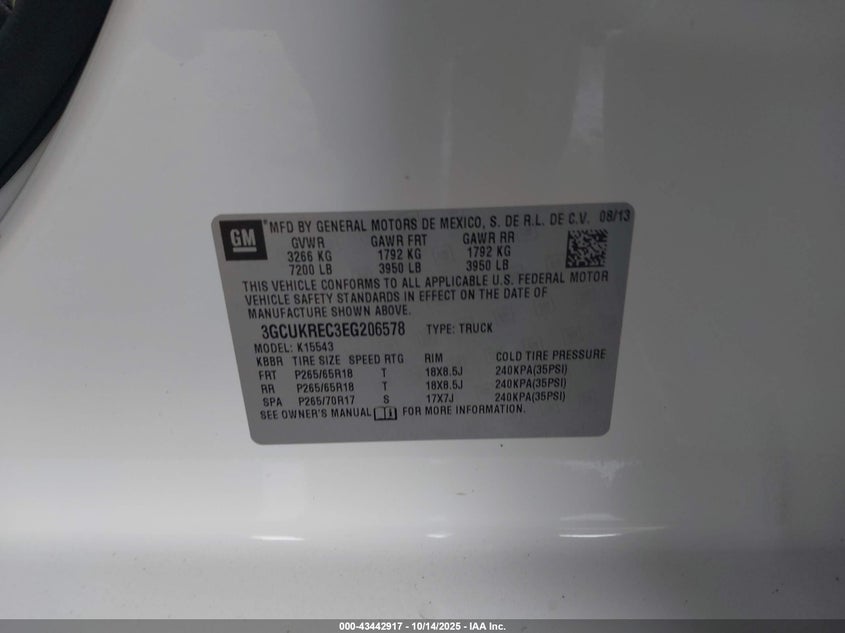 GM
® MFD BY GENERAL MOTORS DE MEXICO, S. DE R.L. DE C.V. 08/13
GVWR GAWR FRT GAWR RR
3266 KG 1792 KG 1792 KG
7200 LB 3950 LB 3950 LB
THIS VEHICLE CONFORMS TO ALL APPLICABLE U.S. FEDERAL MOTOR
VEHICLE SAFETY STANDARDS IN EFFECT ON THE DATE OF
MANUFACTURE SHOWN ABOVE.
3GCUKREC3EG206578 TYPE: TRUCK
MODEL: K15543
KBBR TIRE SIZE SPEED RTG RIM COLD TIRE PRESSURE
FRT P265/65R18 T 18X8.5J 240KPA(35PSI)
RR P265/65R18 T 18X8.5J 240KPA(35PSI)
SPA P265/70R17 S 17X7J 240KPA(35PSI)
SEE OWNER'S MANUAL FOR MORE INFORMATION.
000-43442917 - 10/14/2025 - IAA Inc.